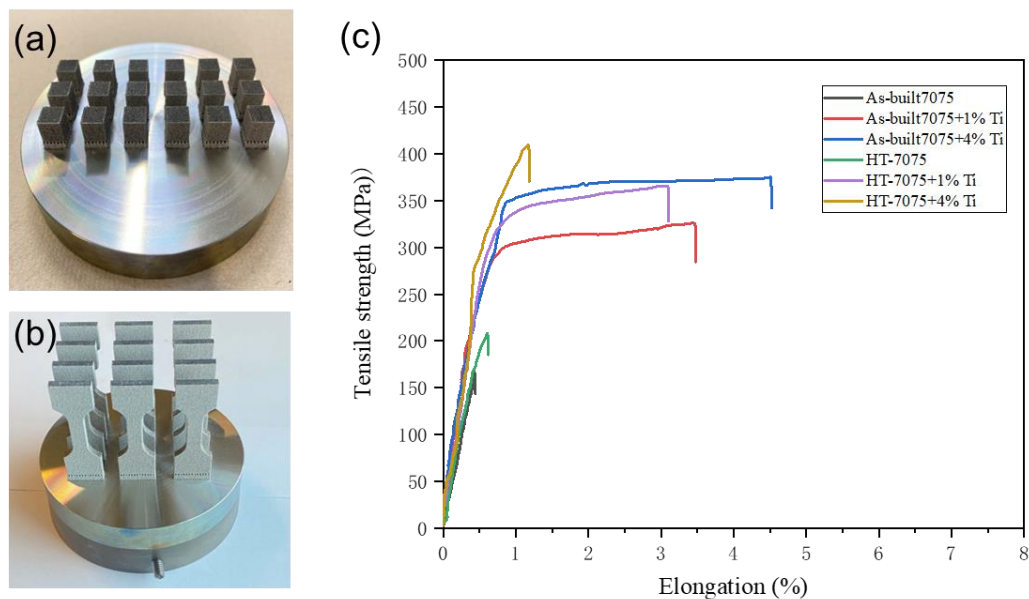 (a)
(b)
(c)
Tensile strength (MPa)）
500
450
400
350
300
250
200
150
100
50
0
As-built7075
As-built7075+1% Ti
As-built7075+4% Ti
HT-7075
HT-7075+1% Ti
HT-7075+4% Ti
0 1 2 3 4 5 6 7 8
Elongation (%)